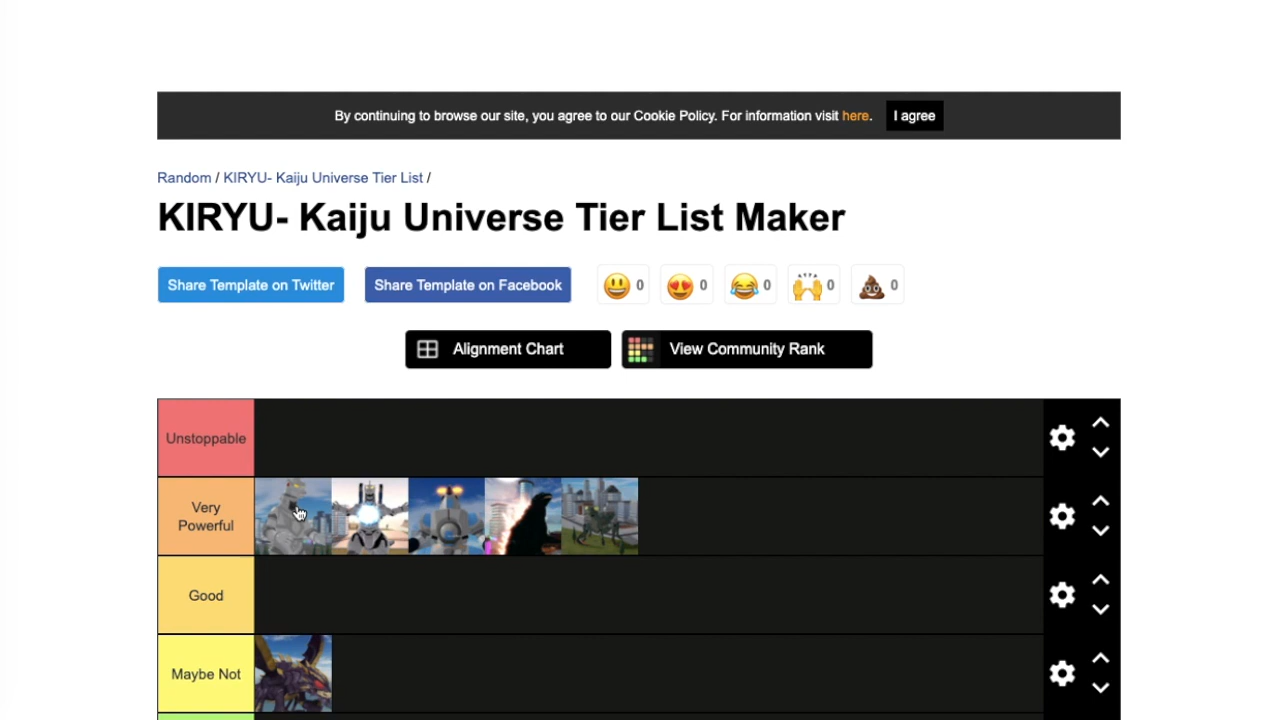 By continuing to browse our site, you agree to our Cookie Policy. For information visit here. I agree
Random / KIRYU- Kaiju Universe Tier List /
KIRYU- Kaiju Universe Tier List Maker
Share Template on Twitter Share Template on Facebook 0 0 0 0 0
Alignment Chart View Community Rank
Unstoppable
Very
Powerful
Good
Maybe Not